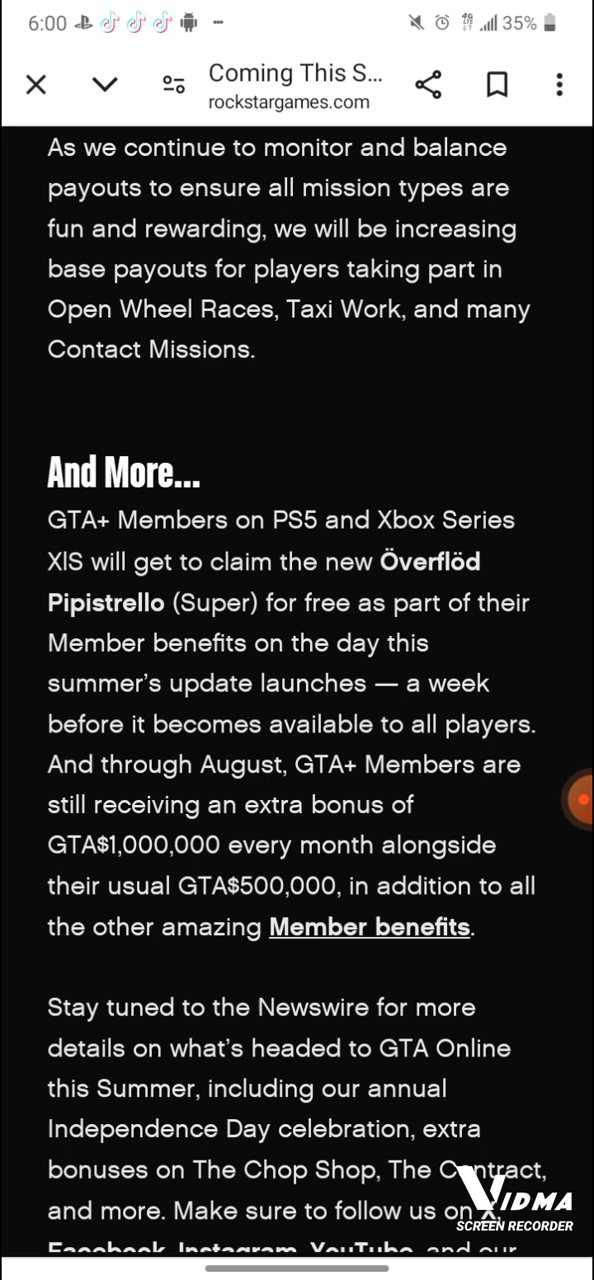 6:00
35%
Coming This S...
rockstargames.com
As we continue to monitor and balance
payouts to ensure all mission types are
fun and rewarding, we will be increasing
base payouts for players taking part in
Open Wheel Races, Taxi Work, and many
Contact Missions.
And More...
GTA+ Members on PS5 and Xbox Series
X|S will get to claim the new Överflöd
Pipistrello (Super) for free as part of their
Member benefits on the day this
summer’s update launches — a week
before it becomes available to all players.
And through August, GTA+ Members are
still receiving an extra bonus of
GTA$1,000,000 every month alongside
their usual GTA$500,000, in addition to all
the other amazing Member benefits.
Stay tuned to the Newswire for more
details on what’s headed to GTA Online
this Summer, including our annual
Independence Day celebration, extra
bonuses on The Chop Shop, The Contract,
and more. Make sure to follow us on X,
Facebook, Instagram, YouTube, and our
VIDMA
SCREEN RECORDER